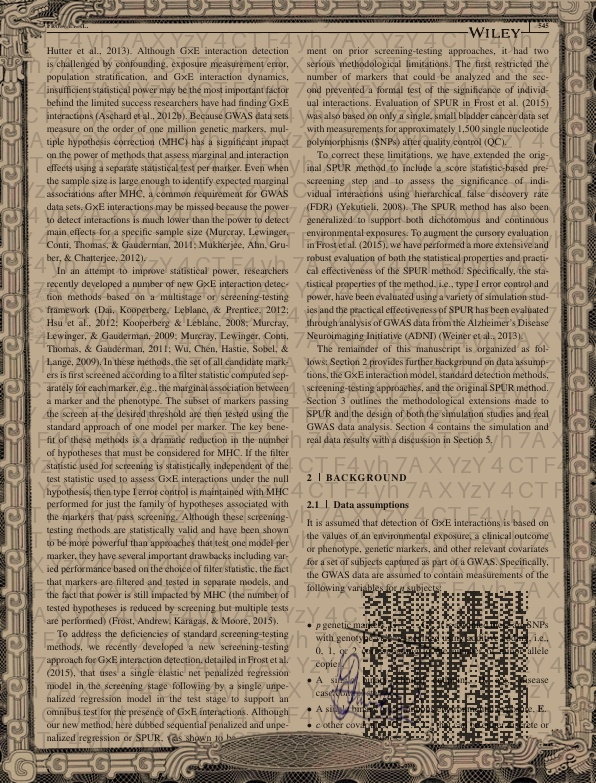 WILEY
545
Hutter et al., 2013). Although G×E interaction detection
is challenged by confounding, exposure measurement error,
population stratification, and G×E interaction dynamics,
insufficient statistical power may be the most important factor
behind the limited success researchers have had finding G×E
interactions (Aschard et al., 2012b). Because GWAS data sets
measure on the order of one million genetic markers, mul-
tiple hypothesis correction (MHC) has a significant impact
on the power of methods that assess marginal and interaction
effects using a separate statistical test per marker. Even when
the sample size is large enough to identify expected marginal
associations after MHC, a common requirement for GWAS
data sets, G×E interactions may be missed because the power
to detect interactions is much lower than the power to detect
main effects for a specific sample size (Murcray, Lewinger,
Conti, Thomas, & Gauderman, 2011; Mukherjee, Ahn, Gru-
ber, & Chatterjee, 2012).
In an attempt to improve statistical power, researchers
recently developed a number of new G×E interaction detec-
tion methods based on a multistage or screening-testing
framework (Dai, Kooperberg, Leblanc, & Prentice, 2012;
Hsu et al., 2012; Kooperberg & Leblanc, 2008; Murcray,
Lewinger, & Gauderman, 2009; Murcray, Lewinger, Conti,
Thomas, & Gauderman, 2011; Wu, Chen, Hastie, Sobel, &
Lange, 2009). In these methods, the set of all candidate mark-
ers is first screened according to a filter statistic computed sep-
arately for each marker, e.g., the marginal association between
a marker and the phenotype. The subset of markers passing
the screen at the desired threshold are then tested using the
standard approach of one model per marker. The key bene-
fit of these methods is a dramatic reduction in the number
of hypotheses that must be considered for MHC. If the filter
statistic used for screening is statistically independent of the
test statistic used to assess G×E interactions under the null
hypothesis, then type I error control is maintained with MHC
performed for just the family of hypotheses associated with
the markers that pass screening. Although these screening-
testing methods are statistically valid and have been shown
to be more powerful than approaches that test one model per
marker, they have several important drawbacks including var-
ied performance based on the choice of filter statistic, the fact
that markers are filtered and tested in separate models, and
the fact that power is still impacted by MHC (the number of
tested hypotheses is reduced by screening but multiple tests
are performed) (Frost, Andrew, Karagas, & Moore, 2015).
To address the deficiencies of standard screening-testing
methods, we recently developed a new screening-testing
approach for G×E interaction detection, detailed in Frost et al.
(2015), that uses a single elastic net penalized regression
model in the screening stage following by a single unpe-
nalized regression model in the test stage to support an
omnibus test for the presence of G×E interactions. Although
our new method, here dubbed sequential penalized and unpe-
nalized regression or SPUR, was shown to be
ment on prior screening-testing approaches, it had two
serious methodological limitations. The first restricted the
number of markers that could be analyzed and the sec-
ond prevented a formal test of the significance of individ-
ual interactions. Evaluation of SPUR in Frost et al. (2015)
was also based on only a single, small bladder cancer data set
with measurements for approximately 1,500 single nucleotide
polymorphisms (SNPs) after quality control (QC).
To correct these limitations, we have extended the orig-
inal SPUR method to include a score statistic-based pre-
screening step and to assess the significance of indi-
vidual interactions using hierarchical false discovery rate
(FDR) (Yekutieli, 2008). The SPUR method has also been
generalized to support both dichotomous and continuous
environmental exposures. To augment the cursory evaluation
in Frost et al. (2015), we have performed a more extensive and
robust evaluation of both the statistical properties and practi-
cal effectiveness of the SPUR method. Specifically, the sta-
tistical properties of the method, i.e., type I error control and
power, have been evaluated using a variety of simulation stud-
ies and the practical effectiveness of SPUR has been evaluated
through analysis of GWAS data from the Alzheimer's Disease
Neuroimaging Initiative (ADNI) (Weiner et al., 2013).
The remainder of this manuscript is organized as fol-
lows: Section 2 provides further background on data assump-
tions, the G×E interaction model, standard detection methods,
screening-testing approaches, and the original SPUR method.
Section 3 outlines the methodological extensions made to
SPUR and the design of both the simulation studies and real
GWAS data analysis. Section 4 contains the simulation and
real data results with a discussion in Section 5.
2 | BACKGROUND
2.1 | Data assumptions
It is assumed that detection of G×E interactions is based on
the values of an environmental exposure, a clinical outcome
or phenotype, genetic markers, and other relevant covariates
for a set of subjects captured as part of a GWAS. Specifically,
the GWAS data are assumed to contain measurements of the
following variables for n subjects:
• p genetic SNPs
with i.e.,
0, 1, or allele
copies
• A disease
• A E.
• c other or